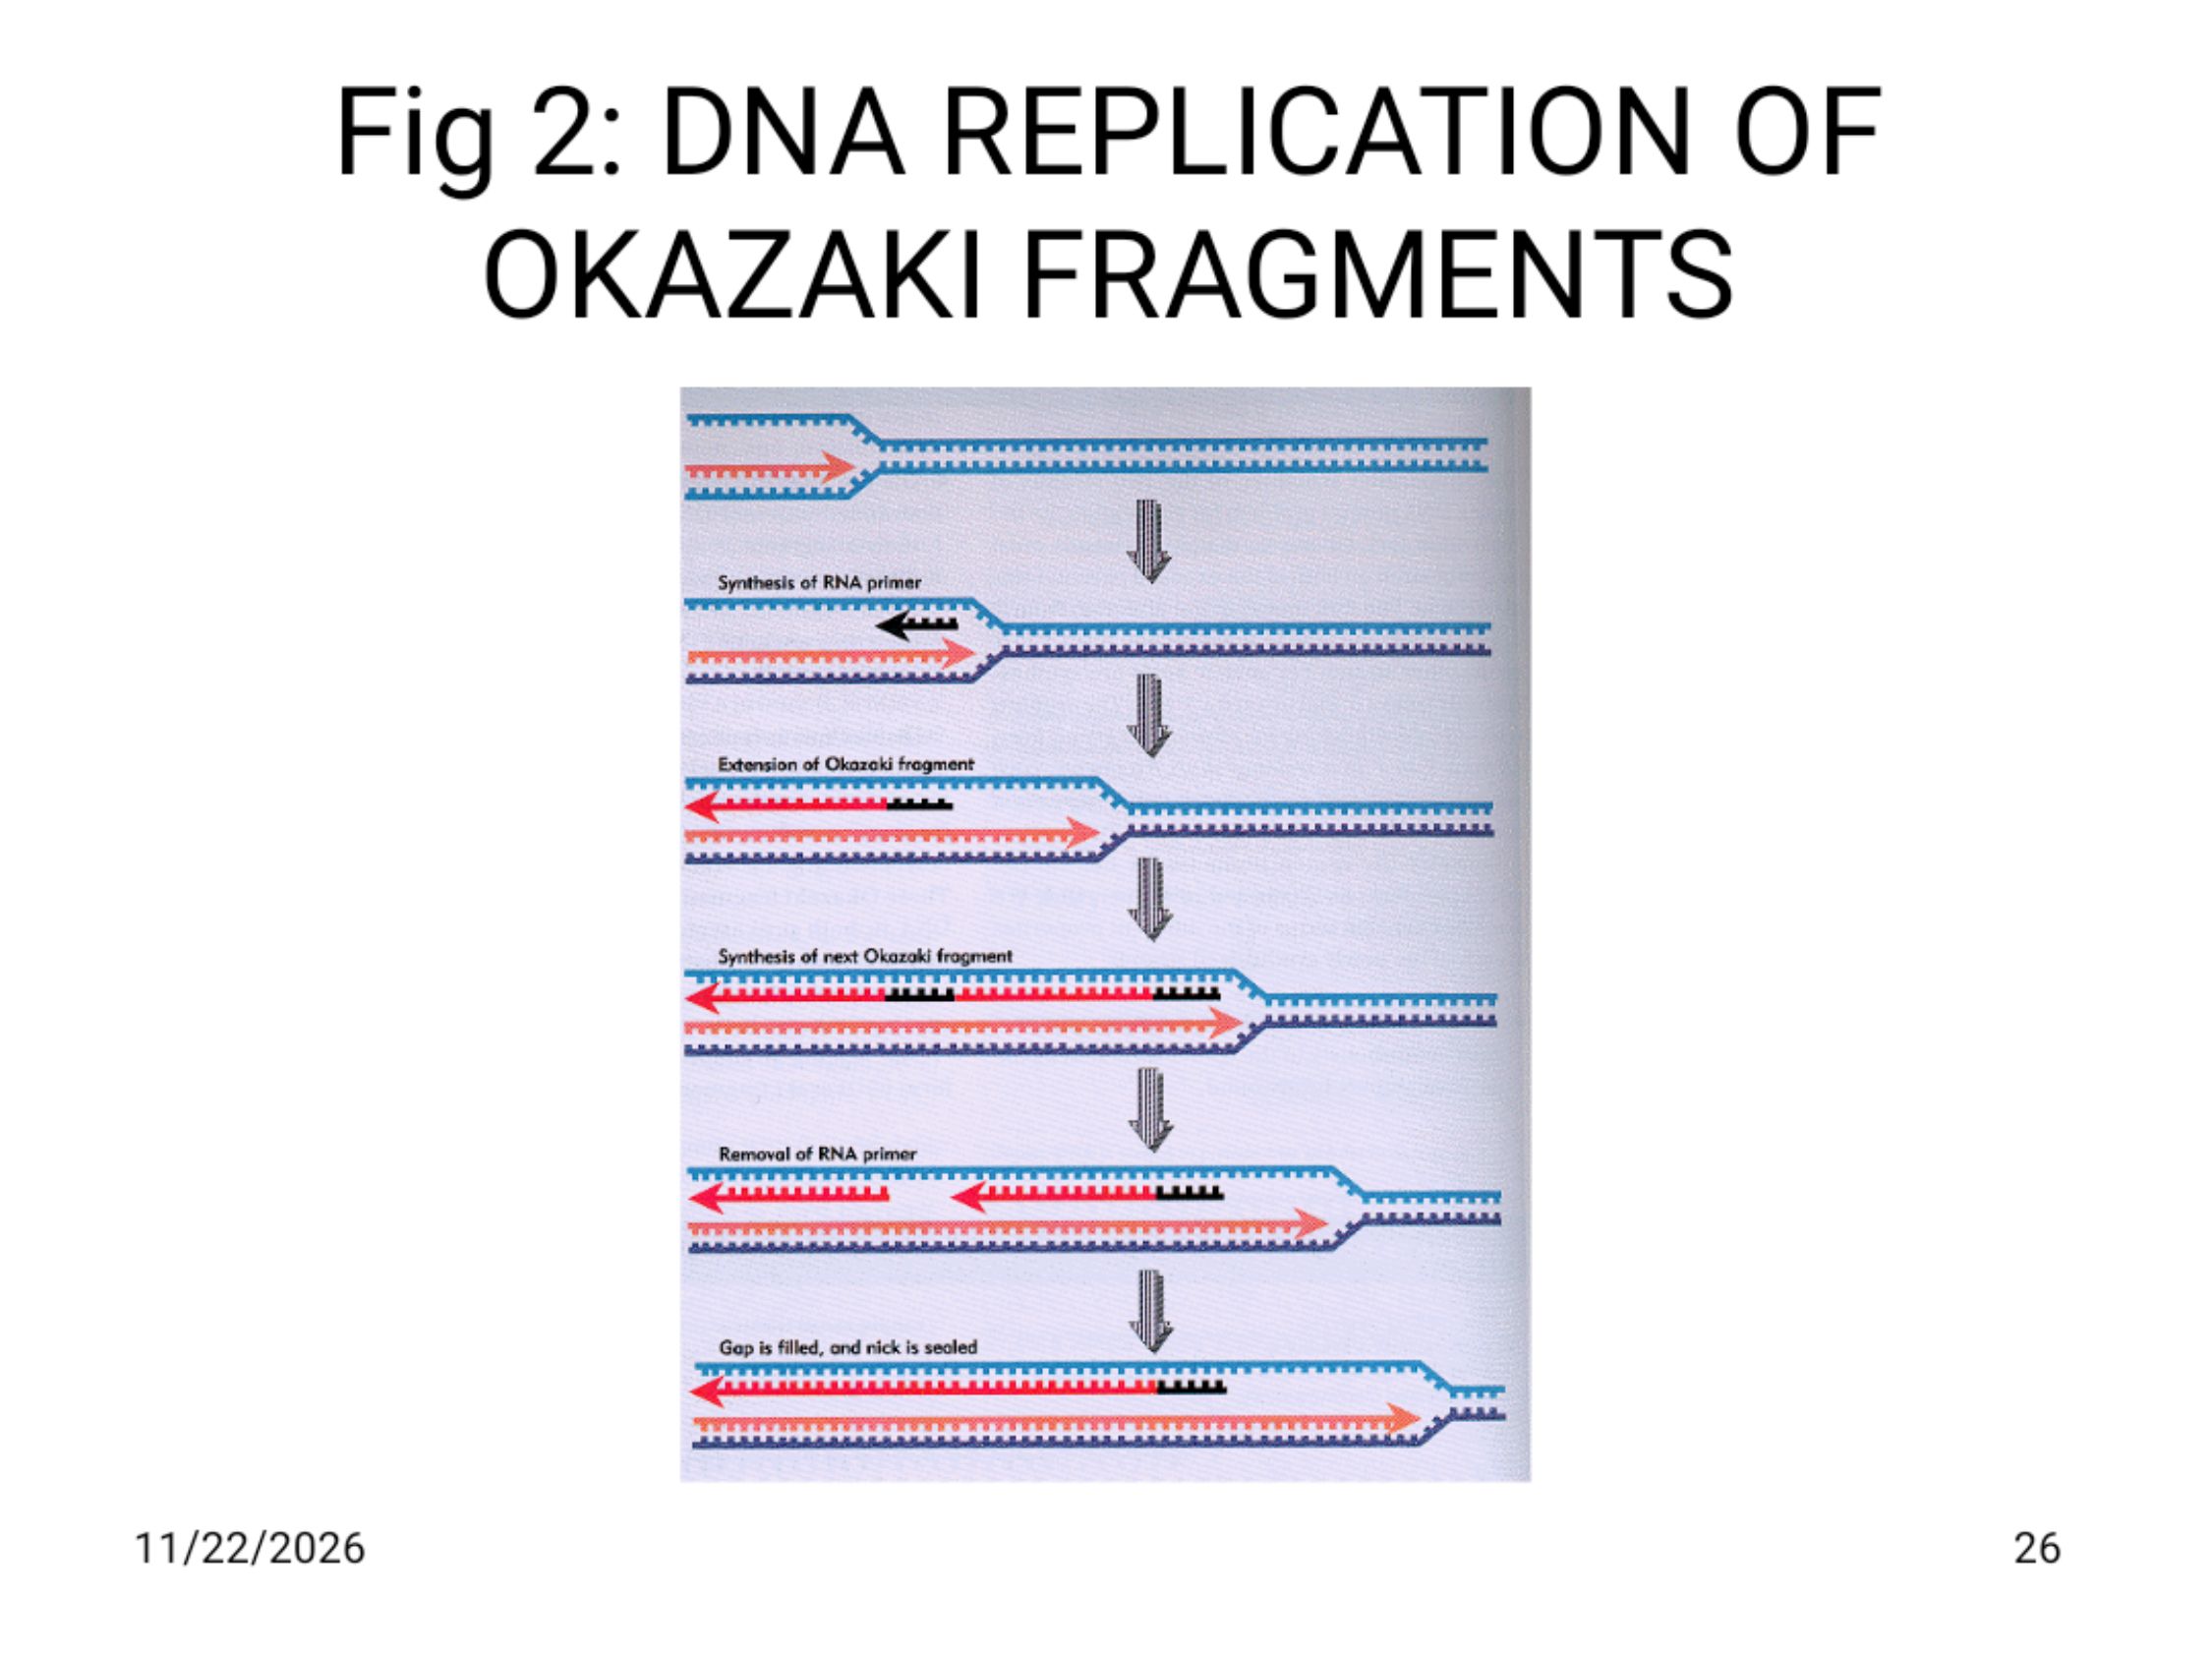 Fig 2: DNA REPLICATION OF
OKAZAKI FRAGMENTS
Synthesis of RNA primer
Extension of Okazaki fragment
Synthesis of next Okazaki fragment
Removal of RNA primer
Gap is filled, and nick is sealed
11/22/2026
26